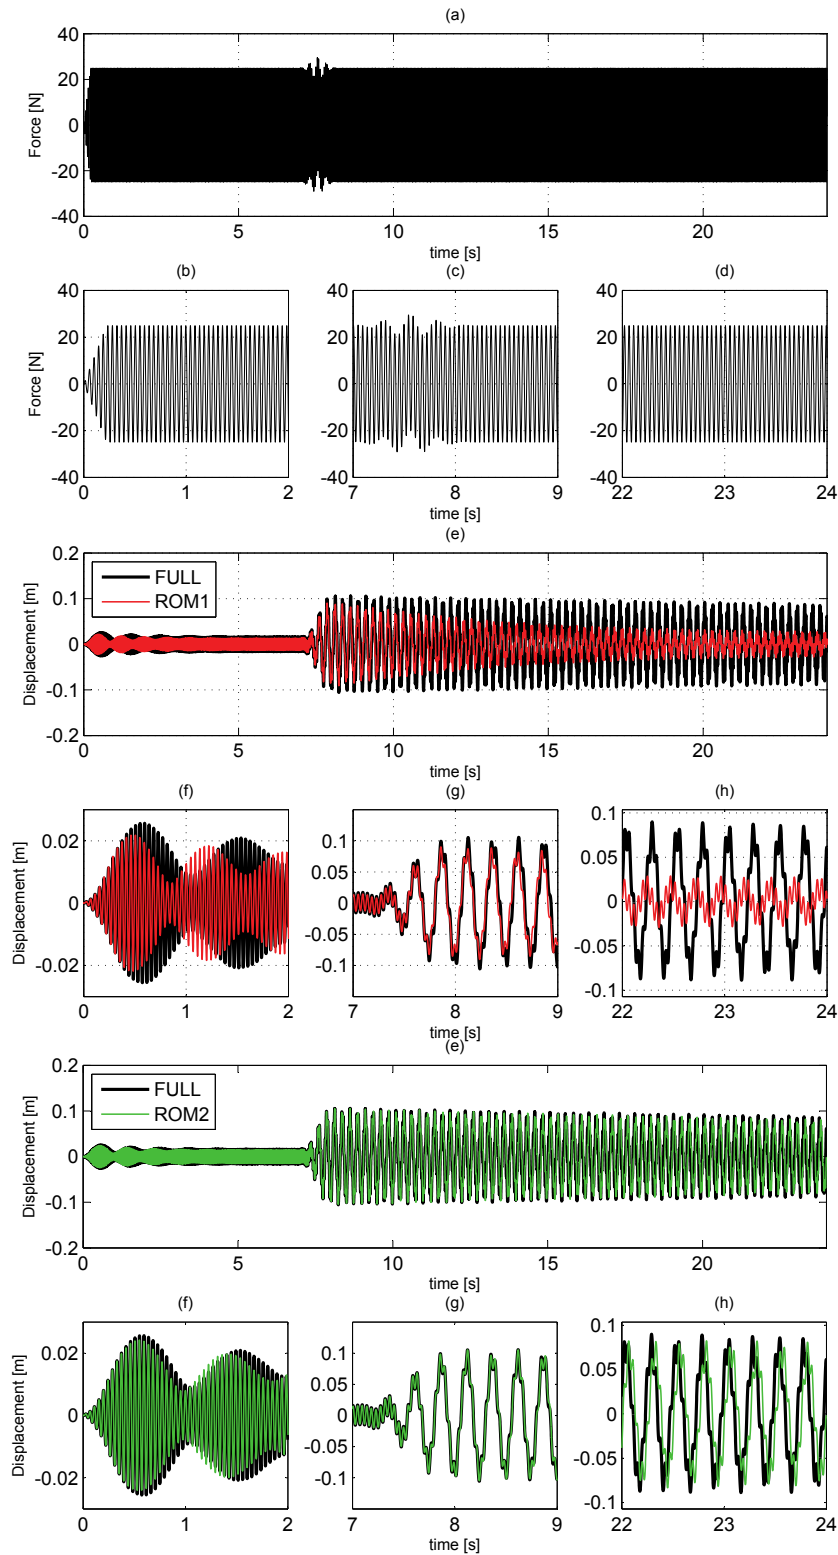 (a)
40
20
0
-20
-40
Force [N]
0 5 10 15 20
time [s]
(b) (c) (d)
40 40 40
20 20 20
0 0 0
-20 -20 -20
-40 -40 -40
Force [N]
0 1 2 7 8 9 22 23 24
time [s]
(e)
0.2
0.1
0
-0.1
-0.2
Displacement [m]
FULL
ROM1
0 5 10 15 20
time [s]
(f) (g) (h)
0.02
0
-0.02
0.1
0.05
0
-0.05
-0.1
0.1
0.05
0
-0.05
-0.1
Displacement [m]
0 1 2 7 8 9 22 23 24
time [s]
(e)
0.2
0.1
0
-0.1
-0.2
Displacement [m]
FULL
ROM2
0 5 10 15 20
time [s]
(f) (g) (h)
0.02
0
-0.02
0.1
0.05
0
-0.05
-0.1
0.1
0.05
0
-0.05
-0.1
Displacement [m]
0 1 2 7 8 9 22 23 24
time [s]